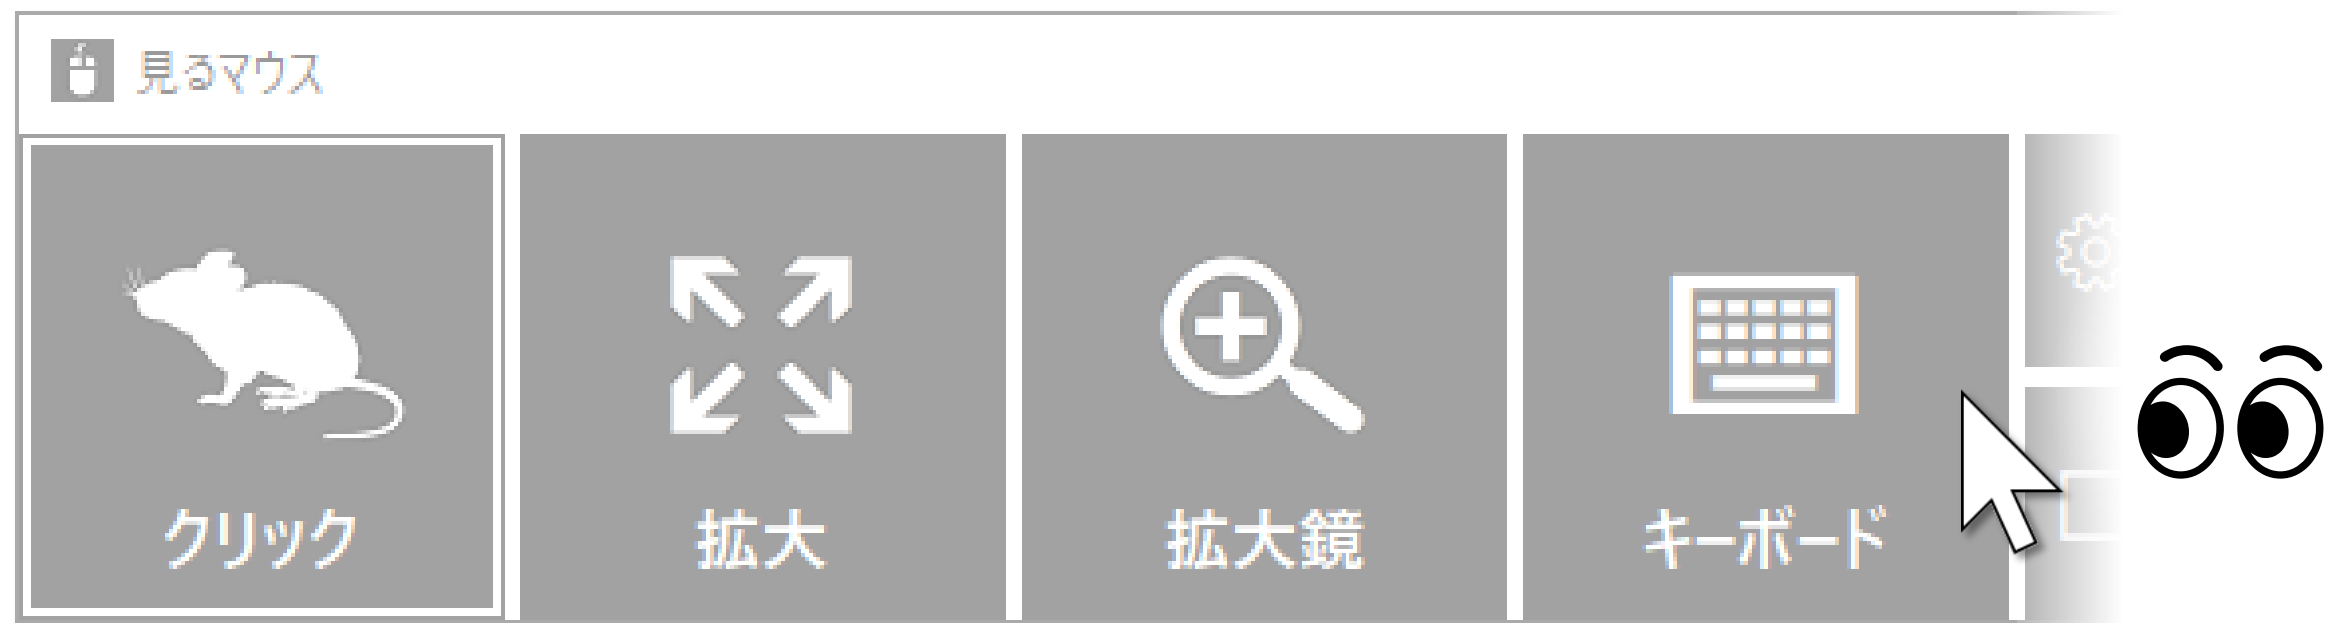 見るマウス
クリック
拡大
拡大鏡
キーボード